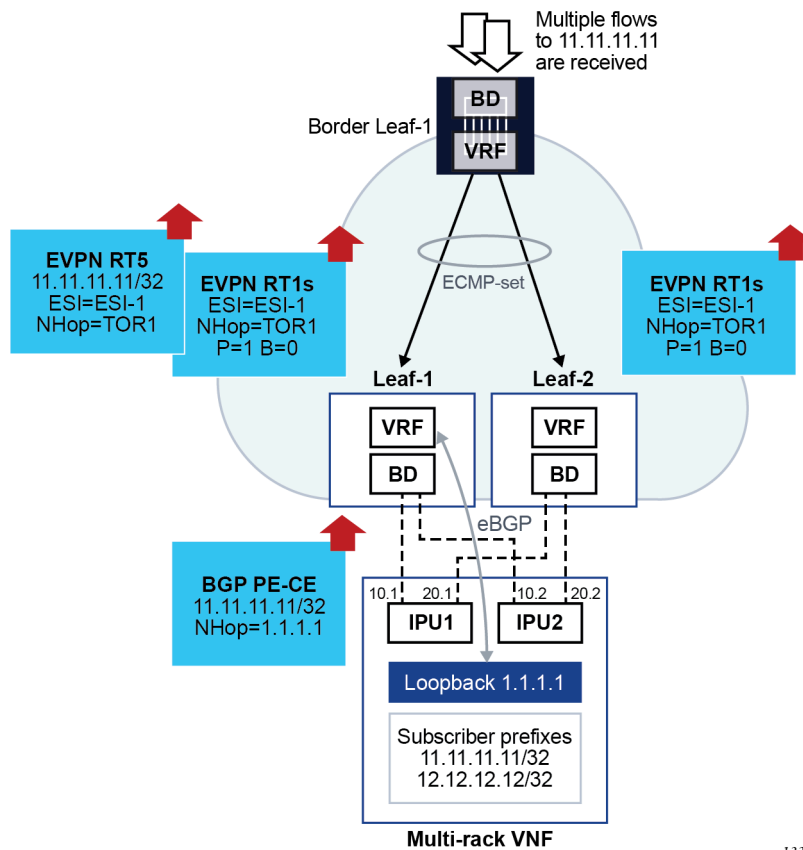 Multiple flows
to 11.11.11.11
are received
BD
Border Leaf-1
VRF
EVPN RT5
11.11.11.11/32
ESI=ESI-1
NHop=TOR1
EVPN RT1s
ESI=ESI-1
NHop=TOR1
P=1 B=0
ECMP-set
EVPN RT1s
ESI=ESI-1
NHop=TOR1
P=1 B=0
Leaf-1
Leaf-2
VRF
VRF
BD
BD
eBGP
BGP PE-CE
11.11.11.11/32
NHop=1.1.1.1
10.1 20.1 10.2 20.2
IPU1
IPU2
Loopback 1.1.1.1
Subscriber prefixes
11.11.11.11/32
12.12.12.12/32
Multi-rack VNF